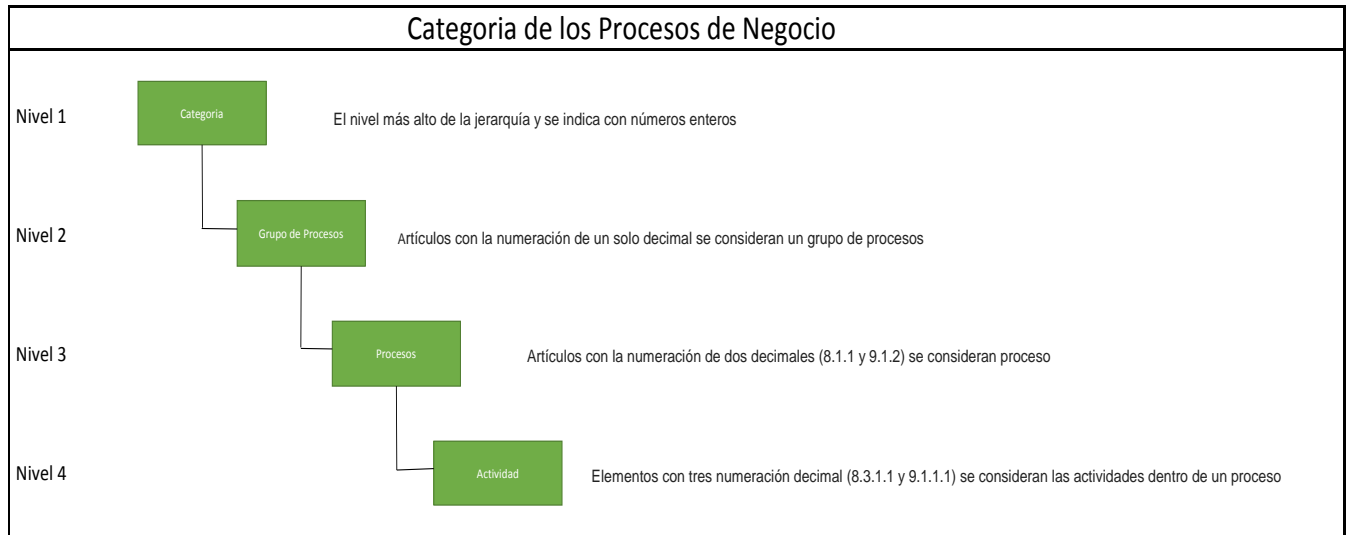 Categoria de los Procesos de Negocio
Nivel 1
Categoria
El nivel más alto de la jerarquía y se indica con números enteros
Nivel 2
Grupo de Procesos
Artículos con la numeración de un solo decimal se consideran un grupo de procesos
Nivel 3
Procesos
Artículos con la numeración de dos decimales (8.1.1 y 9.1.2) se consideran proceso
Nivel 4
Actividad
Elementos con tres numeración decimal (8.3.1.1 y 9.1.1.1) se consideran las actividades dentro de un proceso